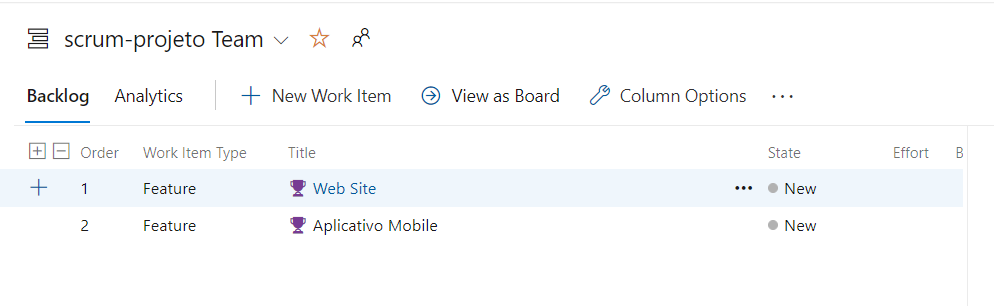 scrum-projeto Team
Backlog Analytics New Work Item View as Board Column Options
Order Work Item Type Title State Effort B
1 Feature Web Site New
2 Feature Aplicativo Mobile New